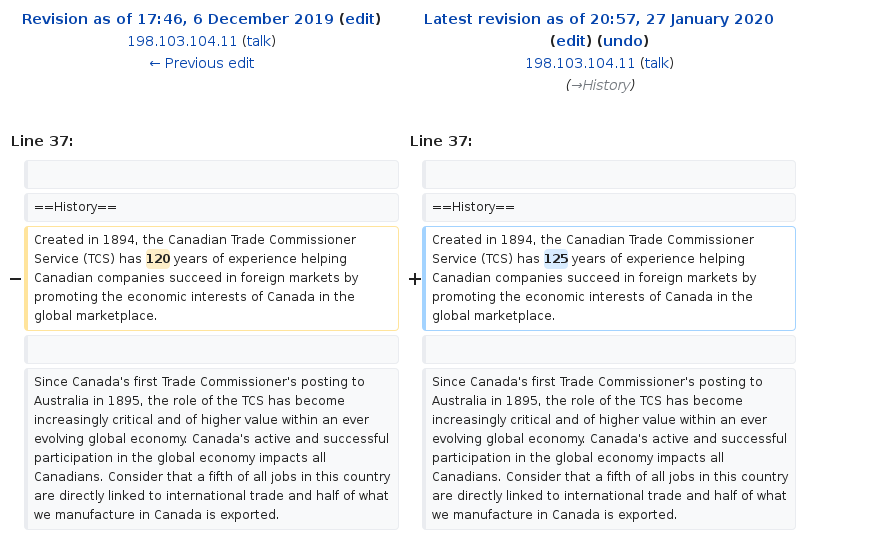 Revision as of 17:46, 6 December 2019 (edit)
198.103.104.11 (talk)
← Previous edit
Latest revision as of 20:57, 27 January 2020
(edit) (undo)
198.103.104.11 (talk)
(→History)
Line 37:
Line 37:
==History==
==History==
−
Created in 1894, the Canadian Trade Commissioner
Service (TCS) has 120 years of experience helping
Canadian companies succeed in foreign markets by
promoting the economic interests of Canada in the
global marketplace.
+
Created in 1894, the Canadian Trade Commissioner
Service (TCS) has 125 years of experience helping
Canadian companies succeed in foreign markets by
promoting the economic interests of Canada in the
global marketplace.
Since Canada's first Trade Commissioner's posting to
Australia in 1895, the role of the TCS has become
increasingly critical and of higher value within an ever
evolving global economy. Canada's active and successful
participation in the global economy impacts all
Canadians. Consider that a fifth of all jobs in this country
are directly linked to international trade and half of what
we manufacture in Canada is exported.
Since Canada's first Trade Commissioner's posting to
Australia in 1895, the role of the TCS has become
increasingly critical and of higher value within an ever
evolving global economy. Canada's active and successful
participation in the global economy impacts all
Canadians. Consider that a fifth of all jobs in this country
are directly linked to international trade and half of what
we manufacture in Canada is exported.